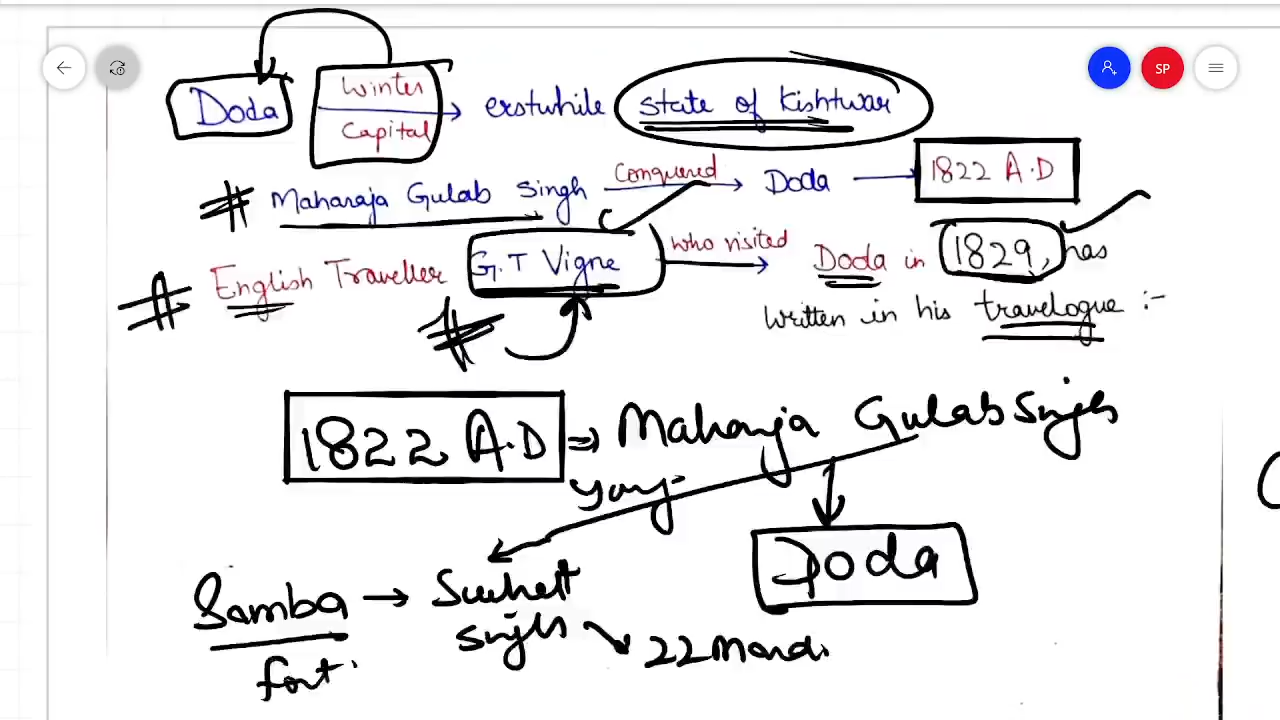 SP
Doda Winter Capital erstwhile state of Kishtwar
# Maharaja Gulab Singh Conquered Doda 1822 A.D
# English Traveller G.T Vigne who visited Doda in 1829, has
written in his travelogue :-
#
1822 A.D ⇒ Maharaja Gulab Singh
Doda
Samba → Suchett
Singh 22 Mandi
fort